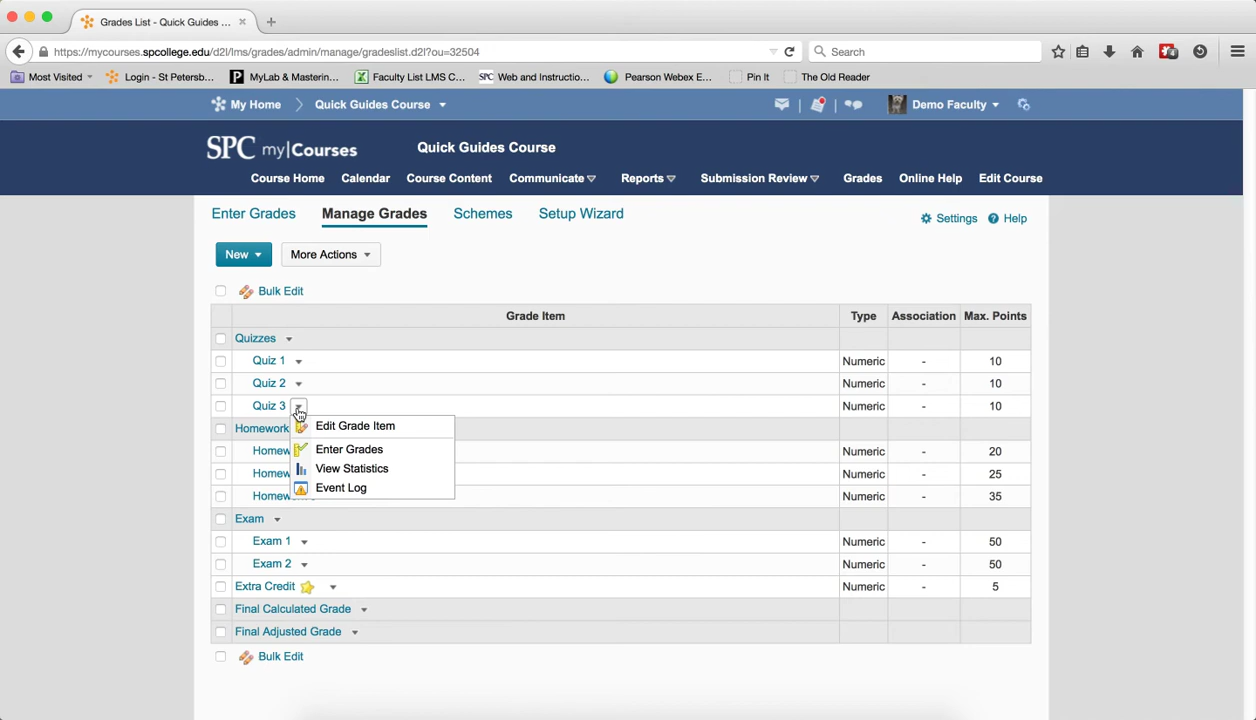 Grades List - Quick Guides ...
https://mycourses.spcollege.edu/d2l/lms/grades/admin/manage/gradeslist.d2l?ou=32504
Search
Most Visited
Login - St Petersb...
MyLab & Mastering...
Faculty List LMS C...
SPC Web and Instructio...
Pearson Webex E...
Pin It
The Old Reader
My Home
Quick Guides Course
Demo Faculty
SPC my|Courses
Quick Guides Course
Course Home
Calendar
Course Content
Communicate
Reports
Submission Review
Grades
Online Help
Edit Course
Enter Grades
Manage Grades
Schemes
Setup Wizard
Settings
Help
New
More Actions
Bulk Edit
Grade Item Type Association Max. Points
Quizzes
Quiz 1 Numeric - 10
Quiz 2 Numeric - 10
Quiz 3 Numeric - 10
Edit Grade Item
Homework
Enter Grades
Homew Numeric - 20
View Statistics
Homew Numeric - 25
Event Log
Homew Numeric - 35
Exam
Exam 1 Numeric - 50
Exam 2 Numeric - 50
Extra Credit Numeric - 5
Final Calculated Grade
Final Adjusted Grade
Bulk Edit